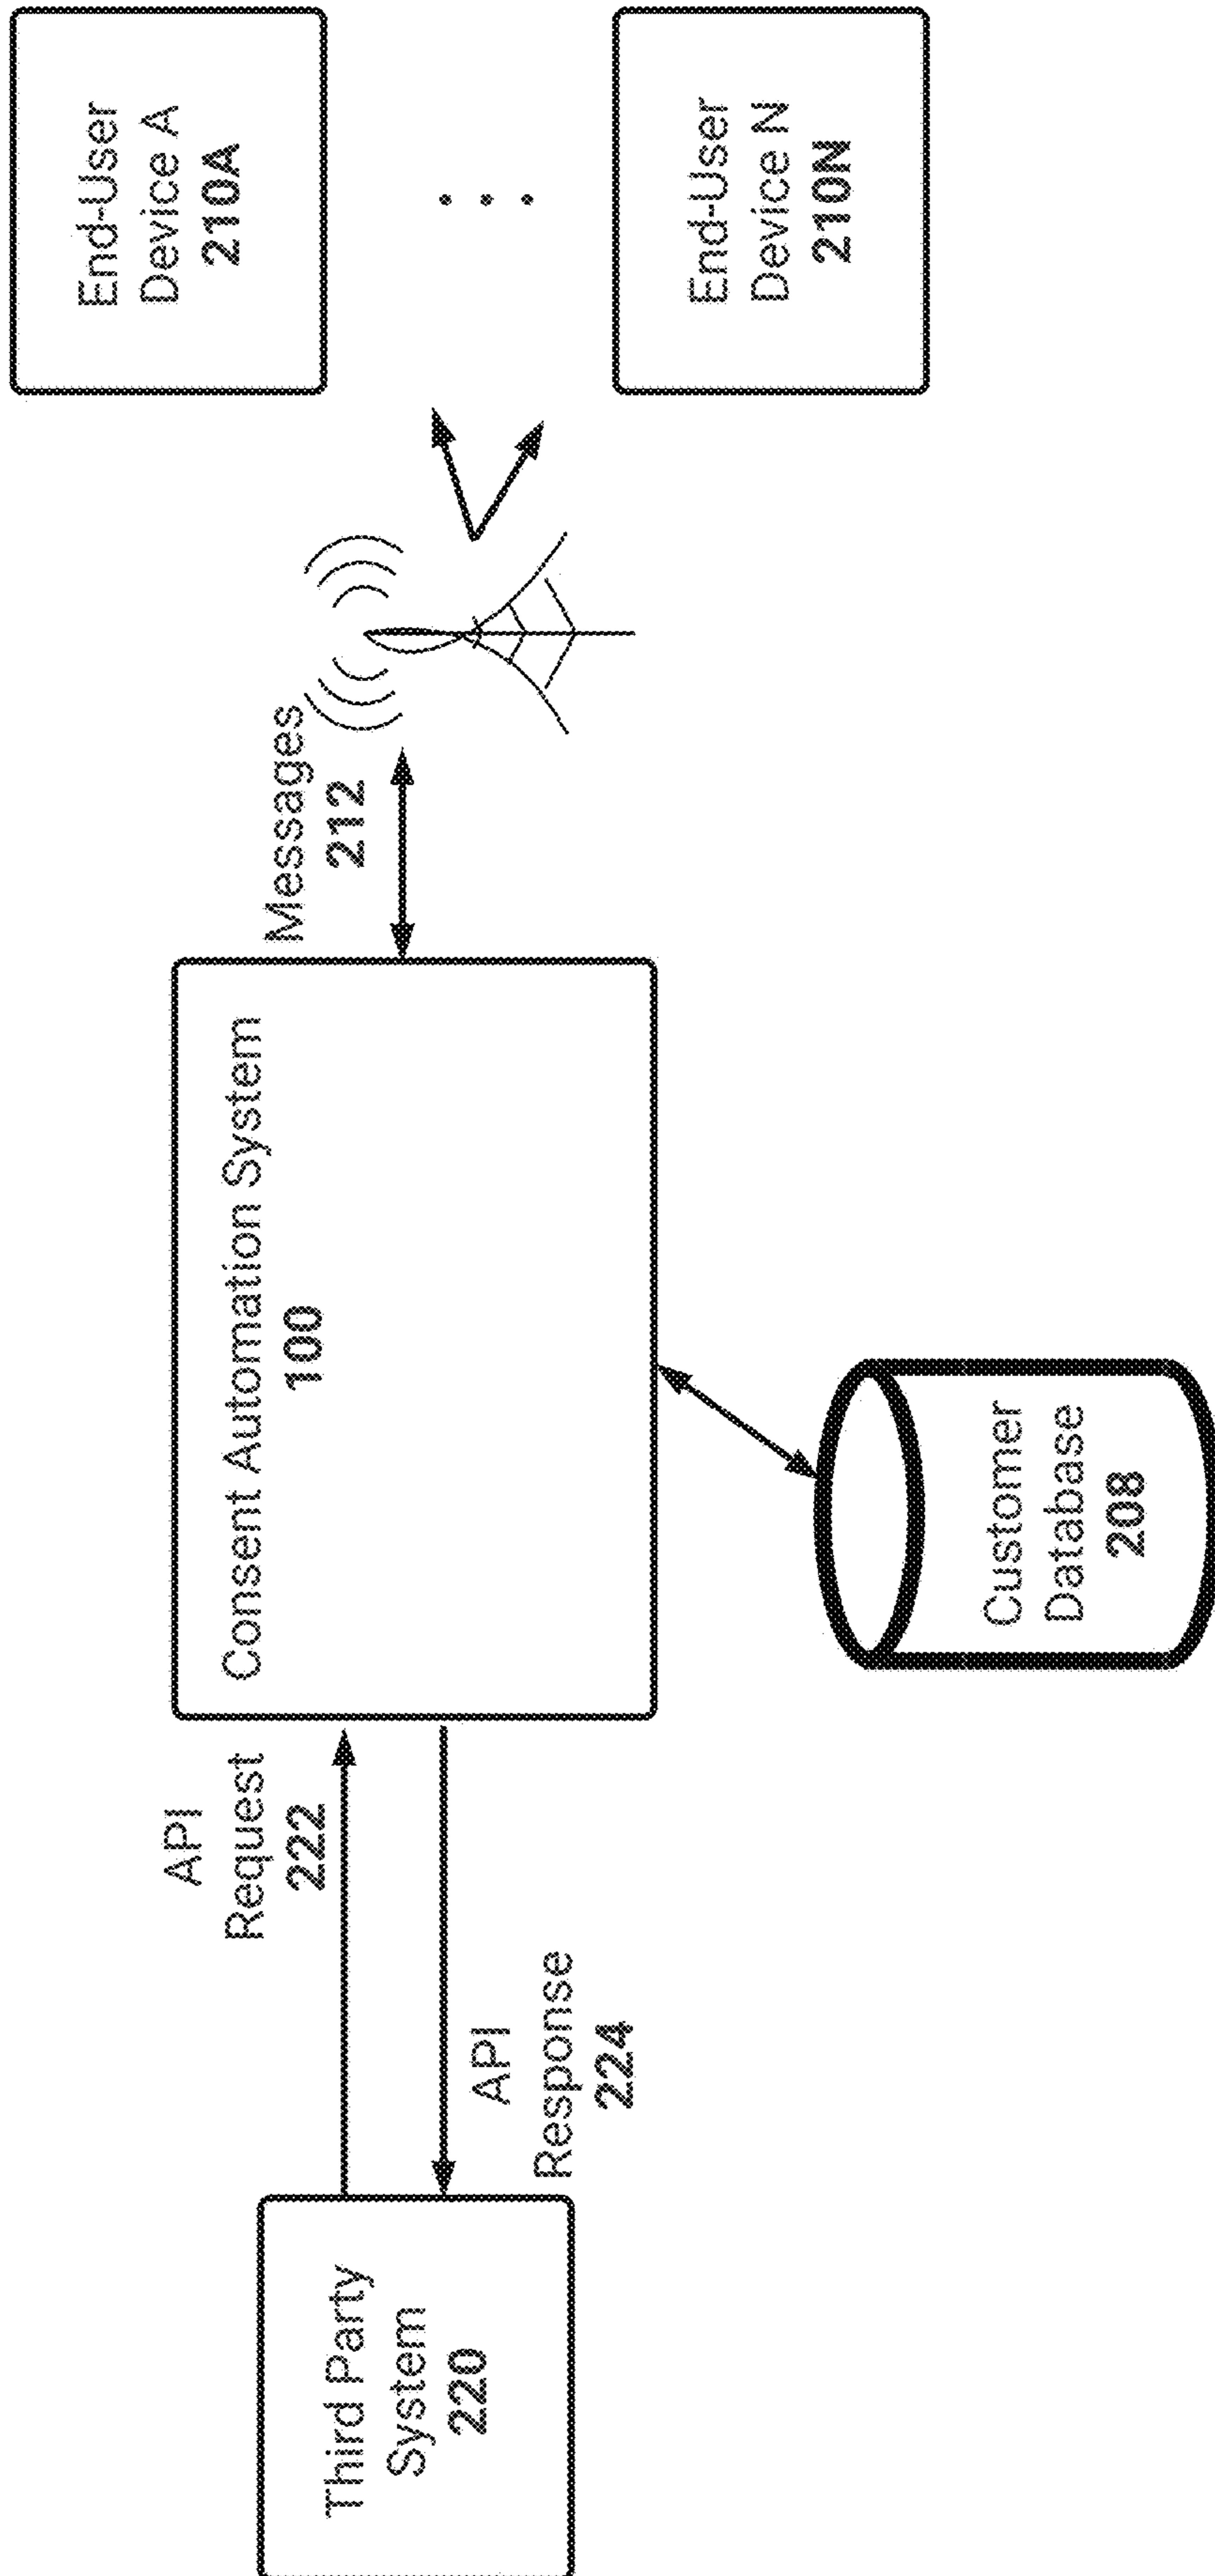 Third Party
System
220
API
Request
222
API
Response
224
Consent Automation System
100
Customer
Database
208
Messages
212
End-User
Device A
210A
End-User
Device N
210N